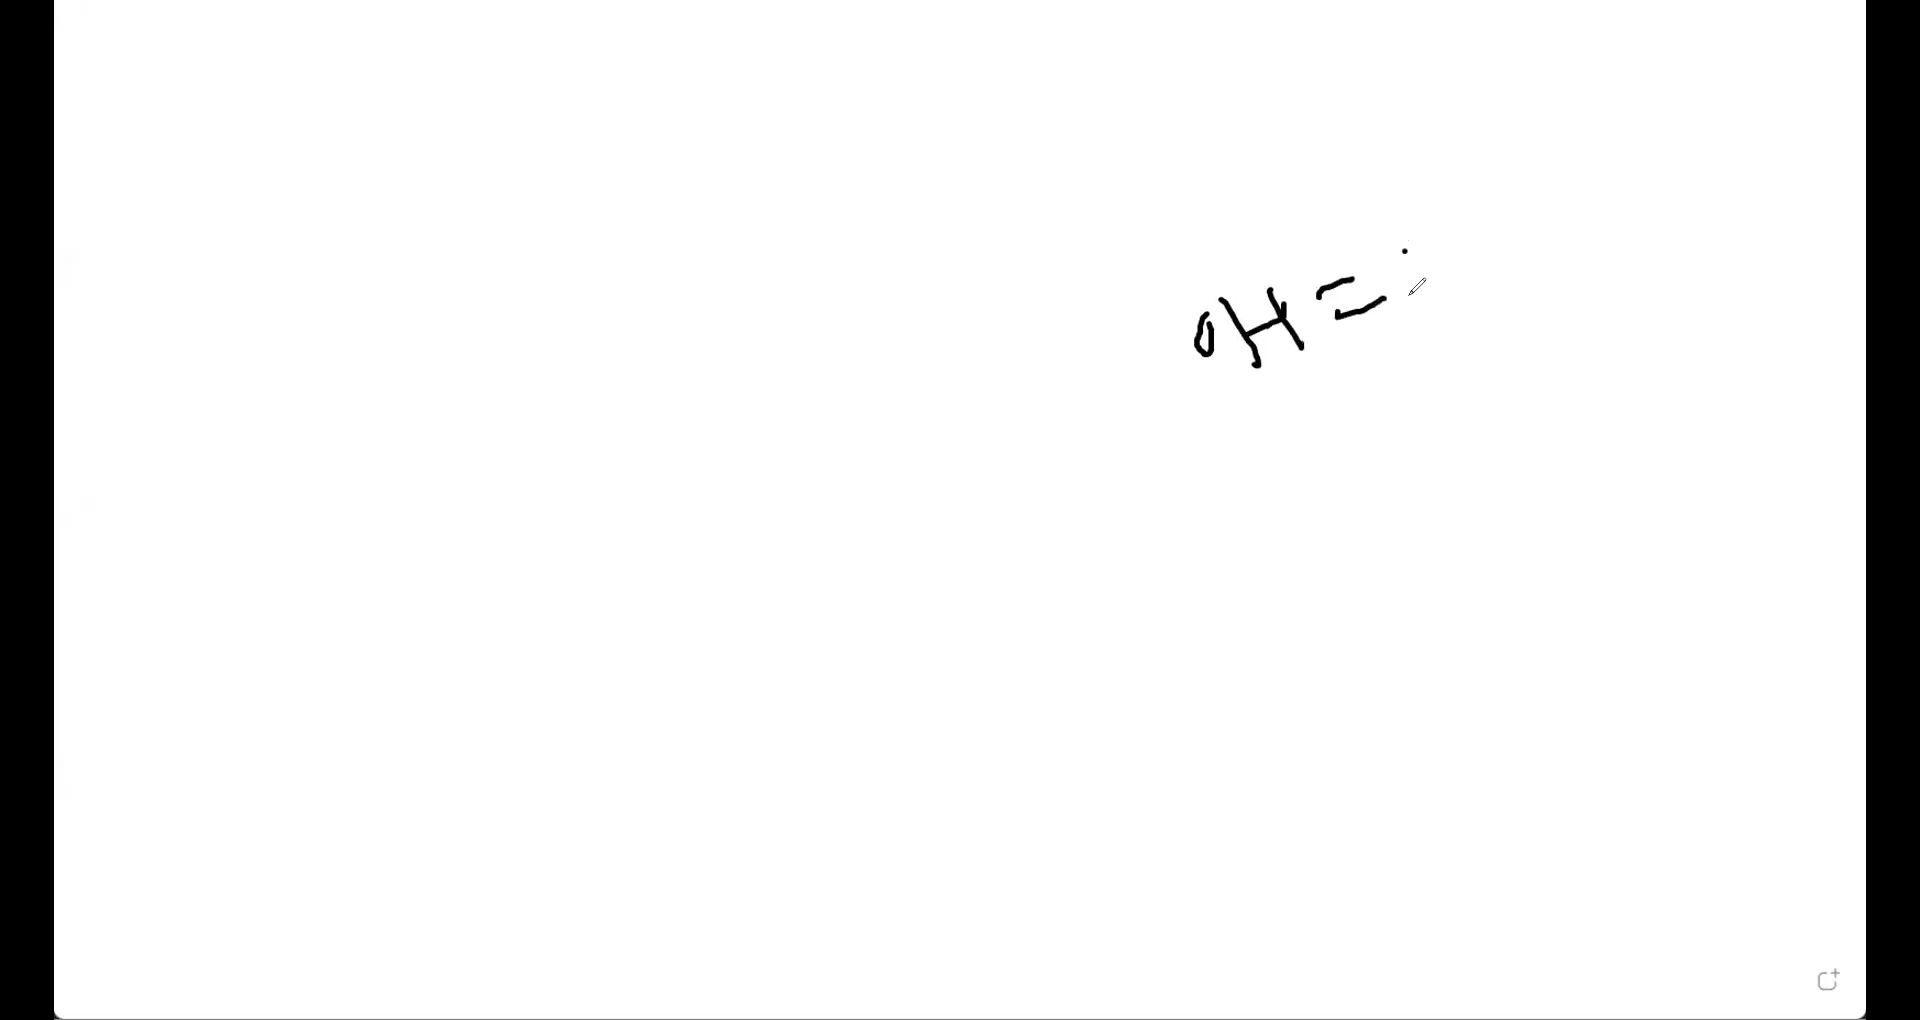 OH =